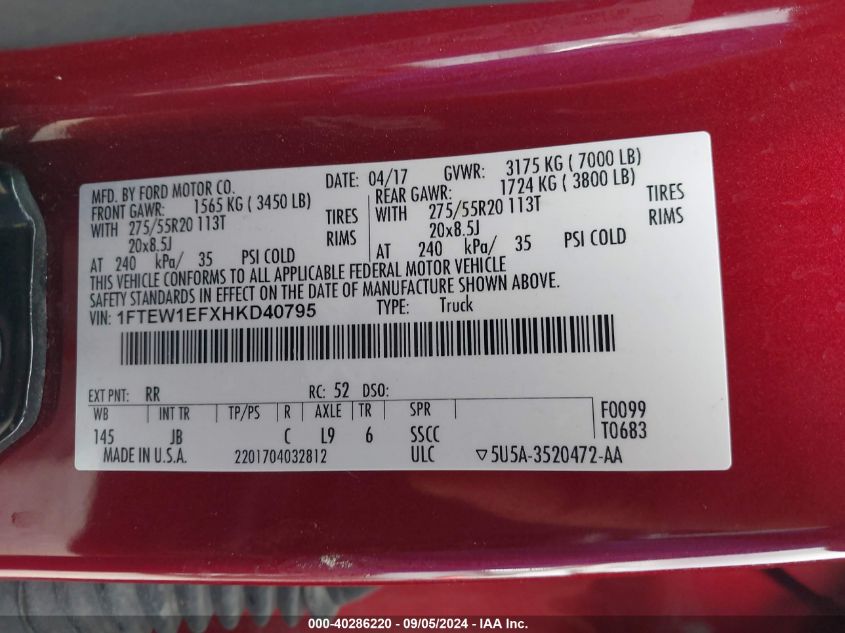 MFD. BY FORD MOTOR CO. DATE: 04/17 GVWR: 3175 KG ( 7000 LB)
FRONT GAWR: 1565 KG ( 3450 LB) REAR GAWR: 1724 KG ( 3800 LB)
WITH 275/55R20 113T TIRES WITH 275/55R20 113T TIRES
20x8.5J RIMS 20x8.5J RIMS
AT 240 kPa/ 35 PSI COLD AT 240 kPa/ 35 PSI COLD
THIS VEHICLE CONFORMS TO ALL APPLICABLE FEDERAL MOTOR VEHICLE
SAFETY STANDARDS IN EFFECT ON THE DATE OF MANUFACTURE SHOWN ABOVE.
VIN: 1FTEW1EFXHKD40795 TYPE: Truck
EXT PNT: RR RC: 52 DSO:
WB INT TR TP/PS R AXLE TR SPR F0099
145 JB C L9 6 SSCC T0683
MADE IN U.S.A. 2201704032812 ULC ▽5U5A-3520472-AA
000-40286220 - 09/05/2024 - IAA Inc.